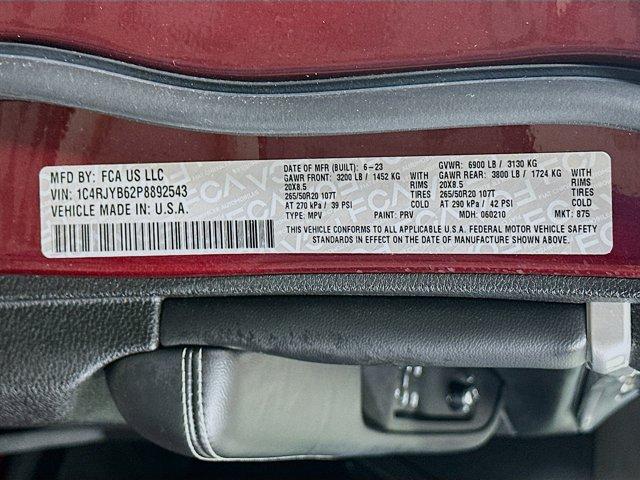 MFD BY: FCA US LLC
VIN: 1C4RJYB62P8892543
VEHICLE MADE IN: U.S.A.
DATE OF MFR (BUILT): 6-23 GVWR: 6900 LB / 3130 KG
GAWR FRONT: 3200 LB / 1452 KG WITH GAWR REAR: 3800 LB / 1724 KG WITH
20X8.5 RIMS 20X8.5 RIMS
265/50R20 107T TIRES 265/50R20 107T TIRES
AT 270 kPa / 39 PSI COLD AT 290 kPa / 42 PSI COLD
TYPE: MPV PAINT: PRV MDH: 060210 MKT: 875
THIS VEHICLE CONFORMS TO ALL APPLICABLE U.S.A. FEDERAL MOTOR VEHICLE SAFETY
STANDARDS IN EFFECT ON THE DATE OF MANUFACTURE SHOWN ABOVE.